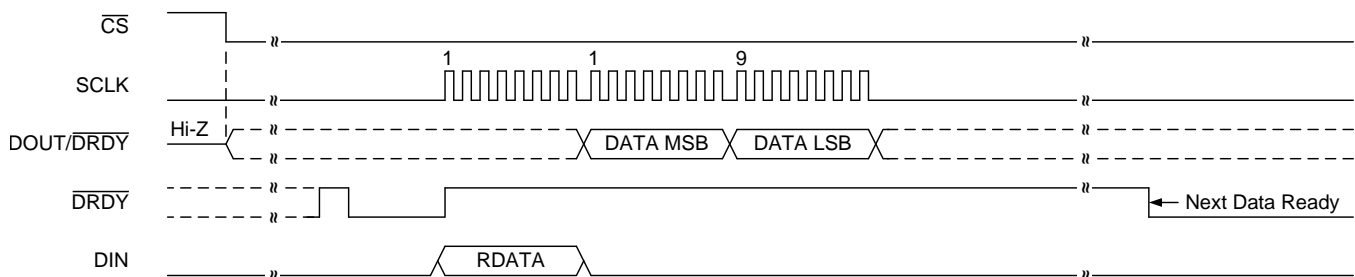 CS
SCLK 1 1 9
DOUT/DRDY Hi-Z DATA MSB DATA LSB
DRDY Next Data Ready
DIN RDATA